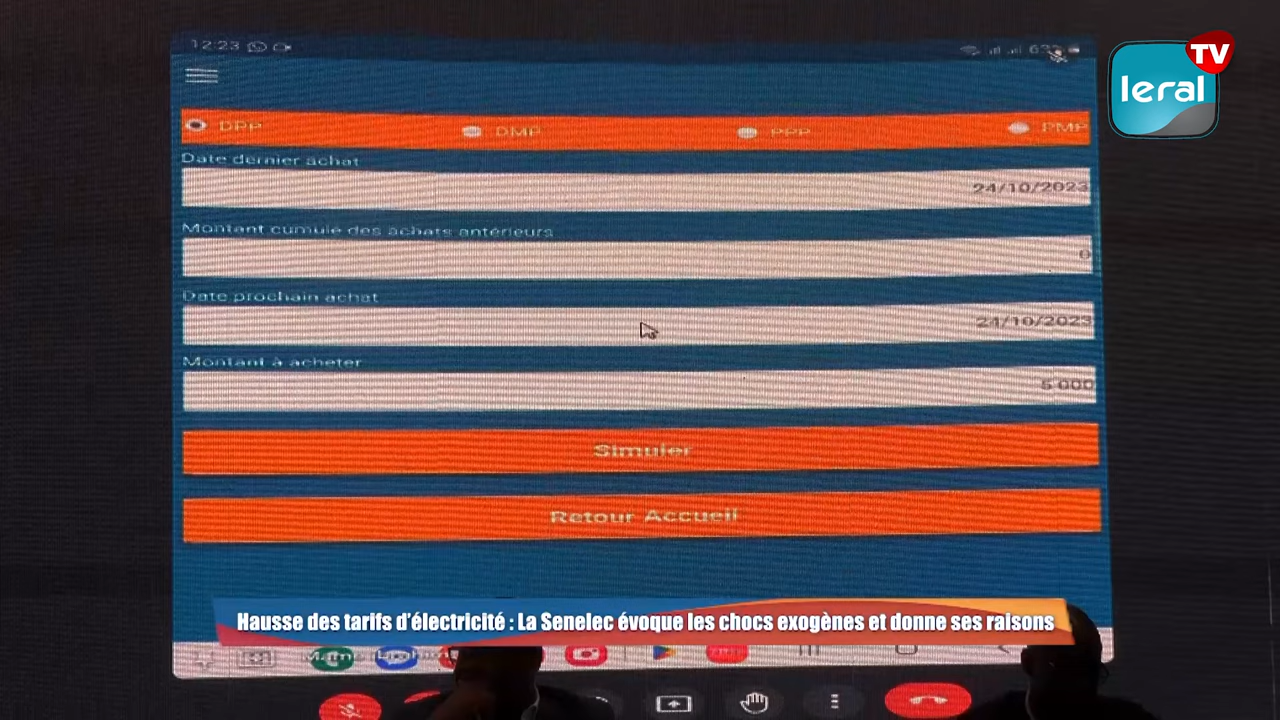 12:23
TV
leral
DPP DMP PPP PMP
Date dernier achat
24/10/2023
Montant cumule des achats antérieurs
0
Date prochain achat
24/10/2023
Montant à acheter
5 000
Simuler
Retour Accueil
Hausse des tarifs d'électricité : La Senelec évoque les chocs exogènes et donne ses raisons